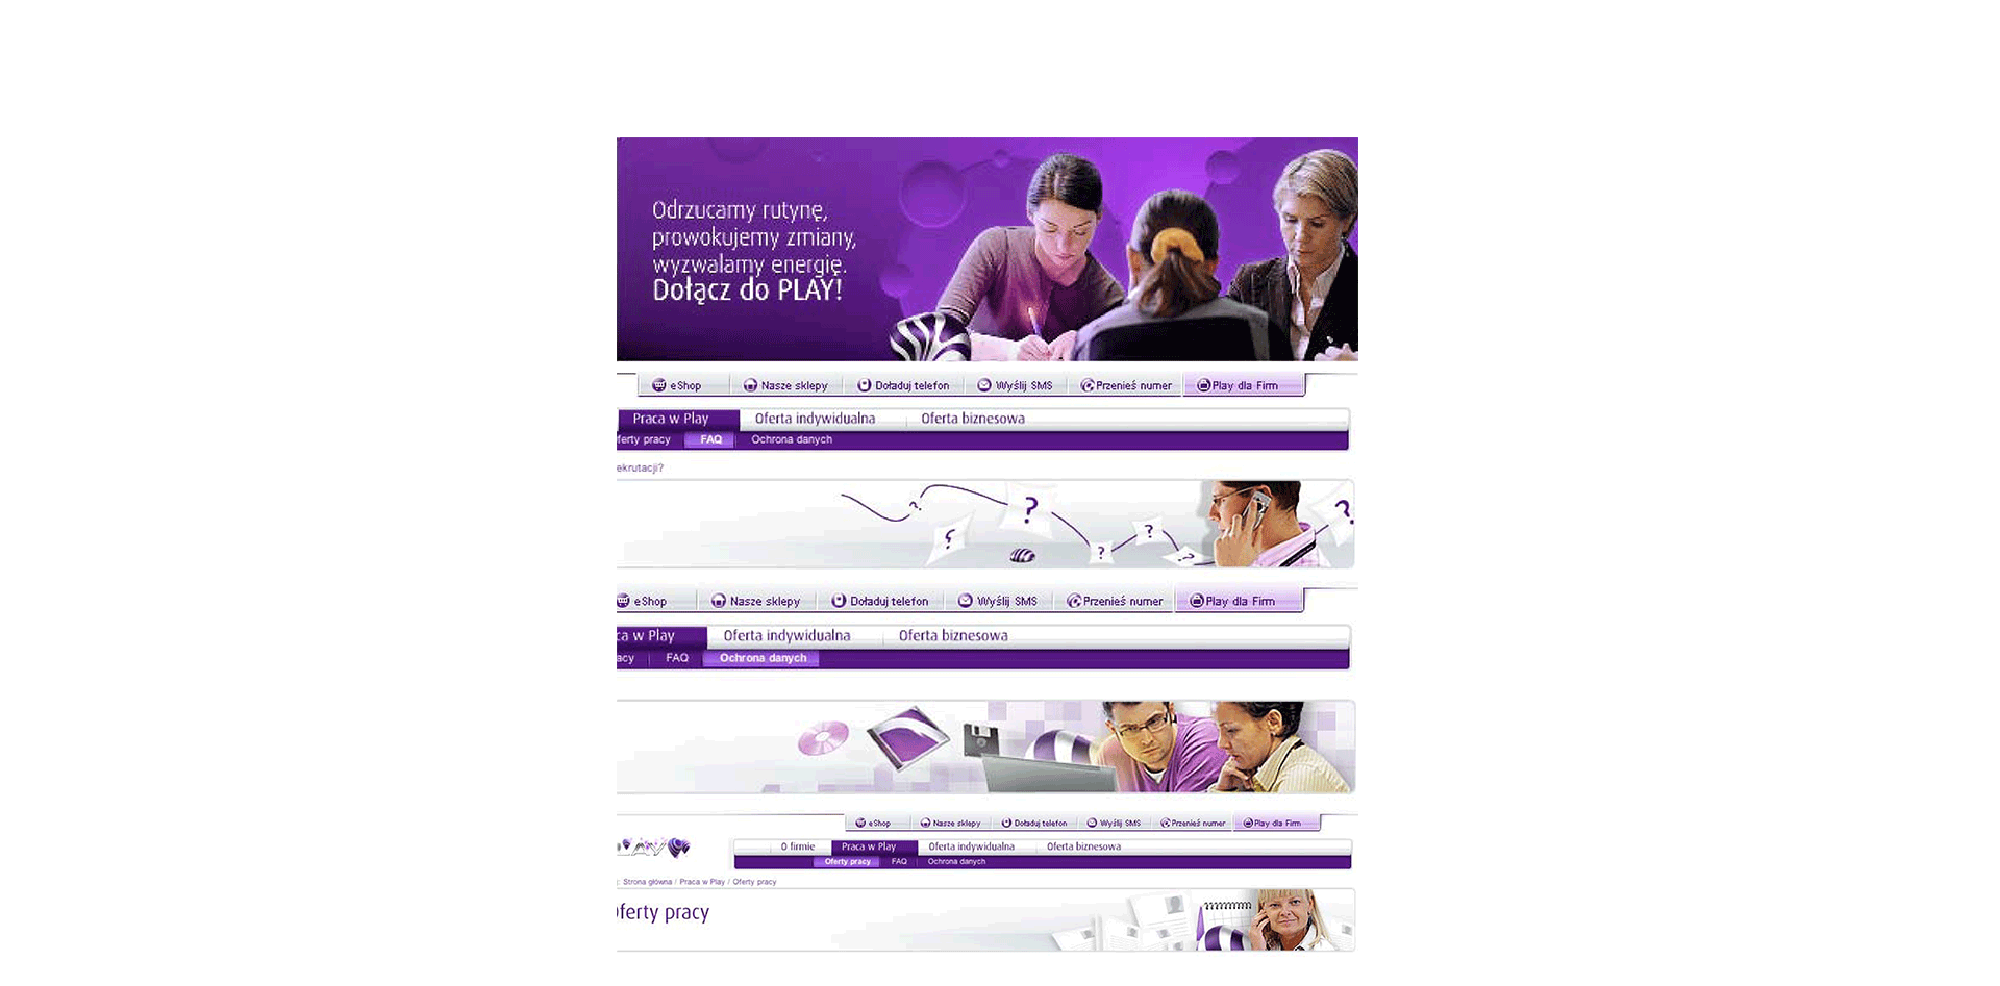 Odrzucamy rutynę,
prowokujemy zmiany,
wyzwalamy energię.
Dołącz do PLAY!
eShop Nasze sklepy Doładuj telefon Wyślij SMS Przenieś numer Play dla Firm
Praca w Play Oferta indywidualna Oferta biznesowa
ferty pracy FAQ Ochrona danych
ekrutacji?
? ? ? ? ? ? ?
eShop Nasze sklepy Doładuj telefon Wyślij SMS Przenieś numer Play dla Firm
ca w Play Oferta indywidualna Oferta biznesowa
acy FAQ Ochrona danych
eShop Nasze sklepy Doładuj telefon Wyślij SMS Przenieś numer Play dla Firm
O firmie Praca w Play Oferta indywidualna Oferta biznesowa
Oferty pracy FAQ Ochrona danych
: Strona główna / Praca w Play / Oferty pracy
ferty pracy